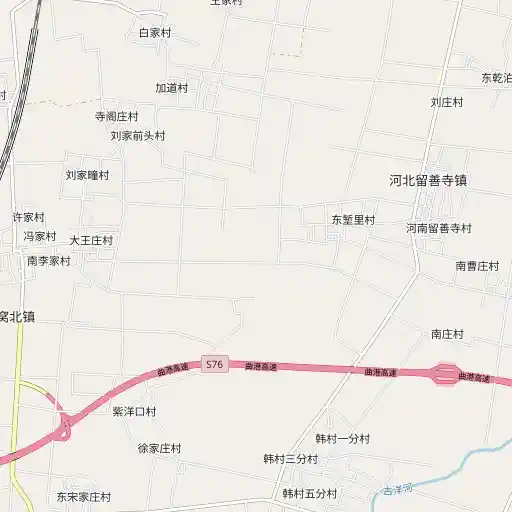 王家村
白家村
东乾泊
加道村
村
刘庄村
寺阁庄村
刘家前头村
刘家疃村
河北留善寺镇
许家村
东堑里村
河南留善寺村
冯家村
大王庄村
南李家村
南曹庄村
窝北镇
南庄村
S76
曲港高速
曲港高速
曲港高速
曲港高速
紫洋口村
韩村一分村
徐家庄村
韩村三分村
古洋河
东宋家庄村
韩村五分村